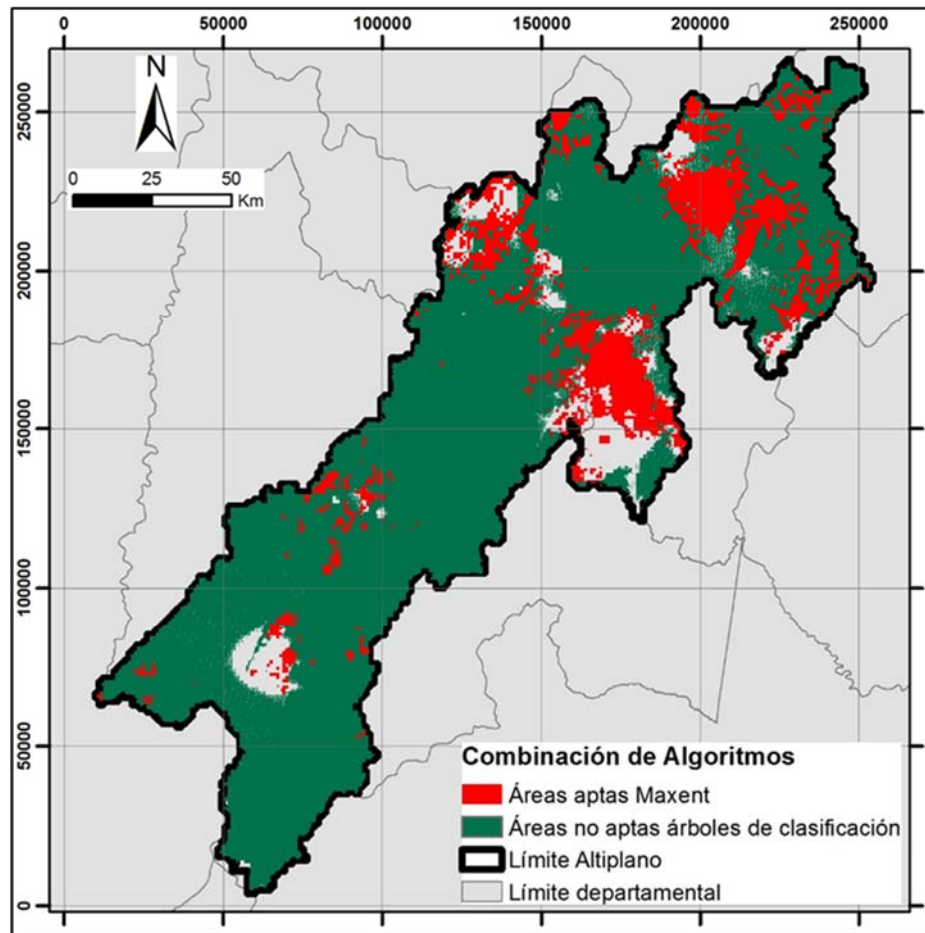 0 500000 100000 150000 200000 250000
N
0 25 50
Km
250000
200000
150000
100000
50000
0
Combinación de Algoritmos
Áreas aptas Maxent
Áreas no aptas árboles de clasificación
Límite Altiplano
Límite departamental